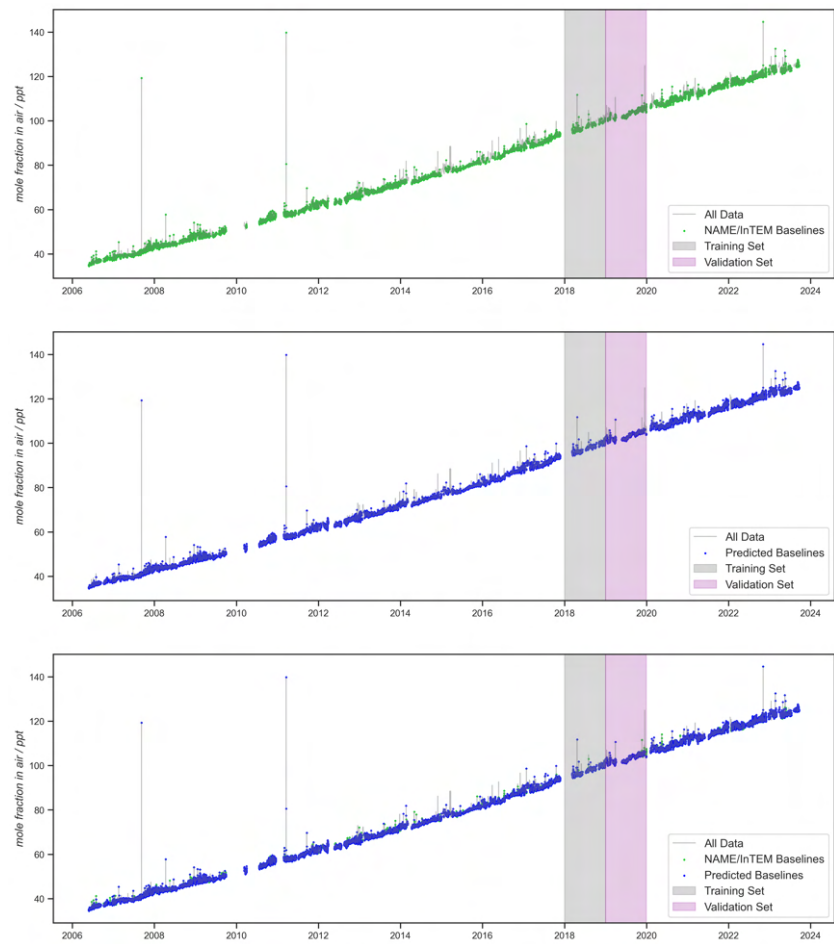 mole fraction in air / ppt
140
120
100
80
60
40
All Data
NAME/InTEM Baselines
Training Set
Validation Set
2006 2008 2010 2012 2014 2016 2018 2020 2022 2024
mole fraction in air / ppt
140
120
100
80
60
40
All Data
Predicted Baselines
Training Set
Validation Set
2006 2008 2010 2012 2014 2016 2018 2020 2022 2024
mole fraction in air / ppt
140
120
100
80
60
40
All Data
NAME/InTEM Baselines
Predicted Baselines
Training Set
Validation Set
2006 2008 2010 2012 2014 2016 2018 2020 2022 2024